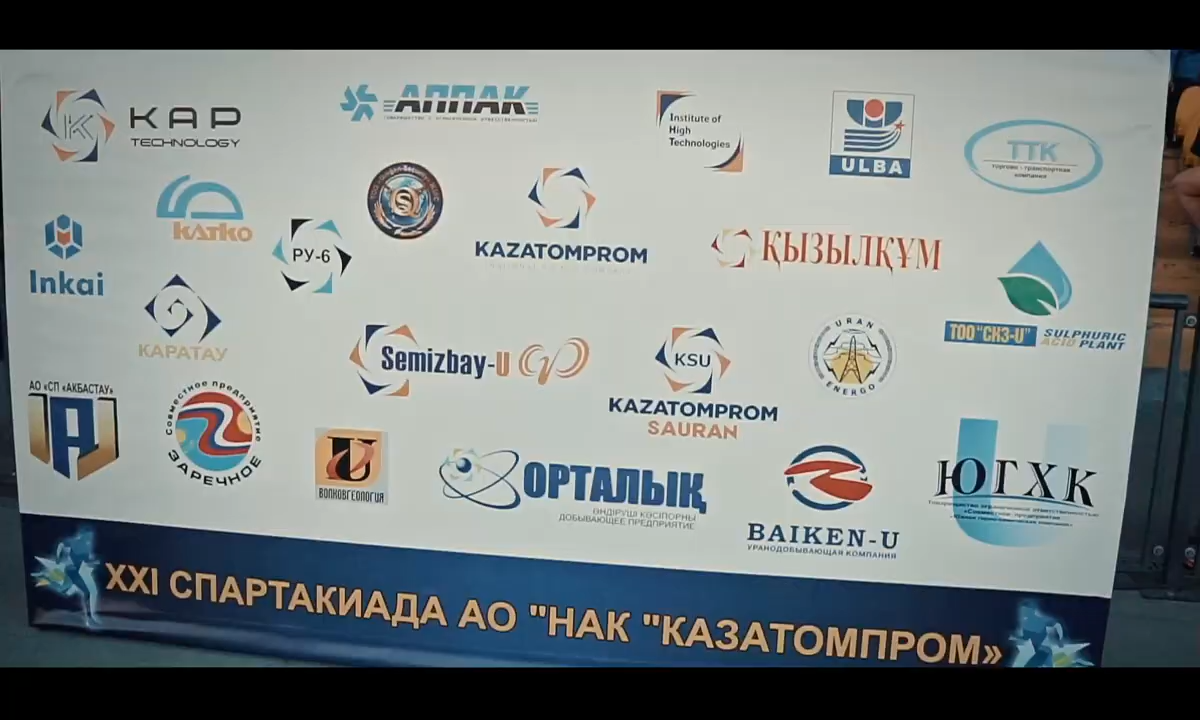 KAP
TECHNOLOGY
АППАК
Institute of
High
Technologies
ULBA
ТТК
торгово - транспортная
компания
КАТКО
Inkai
РУ-6
KAZATOMPROM
ҚЫЗЫЛҚҰМ
КАРАТАУ
Semizbay-U
KSU
KAZATOMPROM
SAURAN
URAN
ENERGO
ТОО "СКЗ-U"
SULPHURIC
ACID PLANT
АО «СП «АКБАСТАУ»
Совместное предприятие
ЗАРЕЧНОЕ
ВОЛКОВГЕОЛОГИЯ
ОРТАЛЫҚ
ӨНДІРУШІ КӘСІПОРНЫ
ДОБЫВАЮЩЕЕ ПРЕДПРИЯТИЕ
BAIKEN-U
УРАНОДОБЫВАЮЩАЯ КОМПАНИЯ
ЮГХК
XXI СПАРТАКИАДА АО "НАК "КАЗАТОМПРОМ»